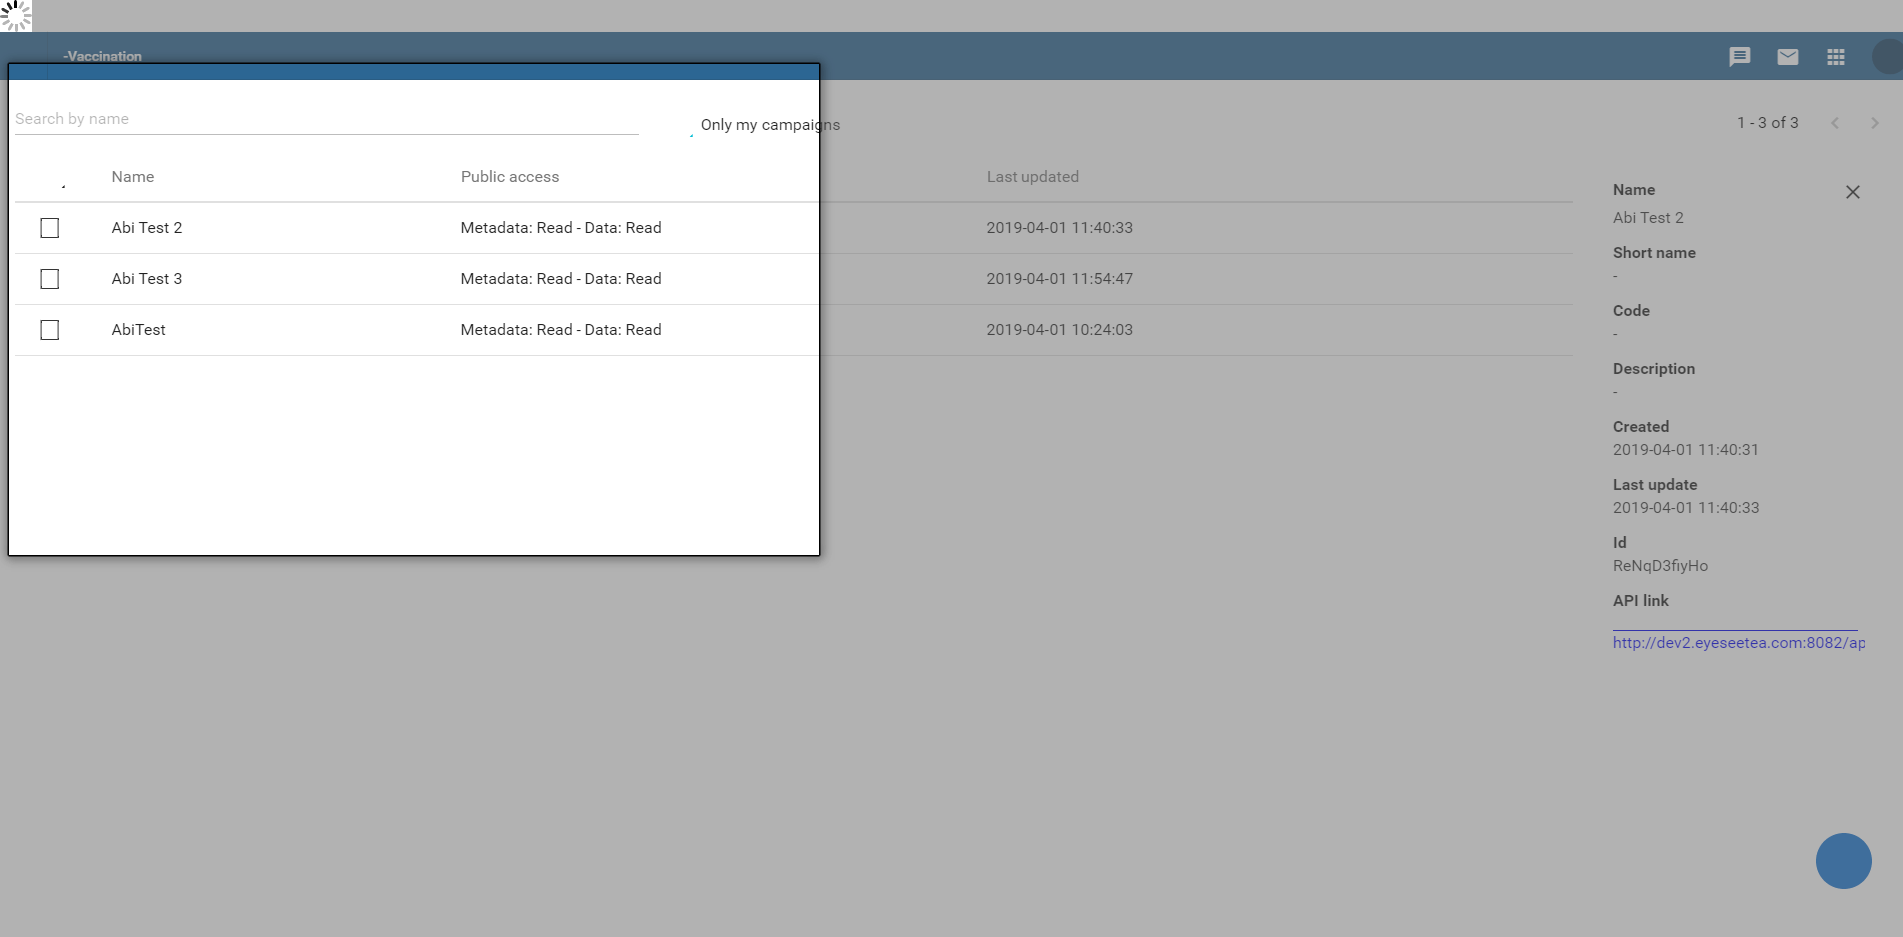 -Vaccination
Search by name
Only my campaigns
1 - 3 of 3
Name Public access Last updated
Abi Test 2 Metadata: Read - Data: Read 2019-04-01 11:40:33
Abi Test 3 Metadata: Read - Data: Read 2019-04-01 11:54:47
AbiTest Metadata: Read - Data: Read 2019-04-01 10:24:03
Name
Abi Test 2
Short name
-
Code
-
Description
-
Created
2019-04-01 11:40:31
Last update
2019-04-01 11:40:33
Id
ReNqD3fiyHo
API link
http://dev2.eyeseetea.com:8082/ap